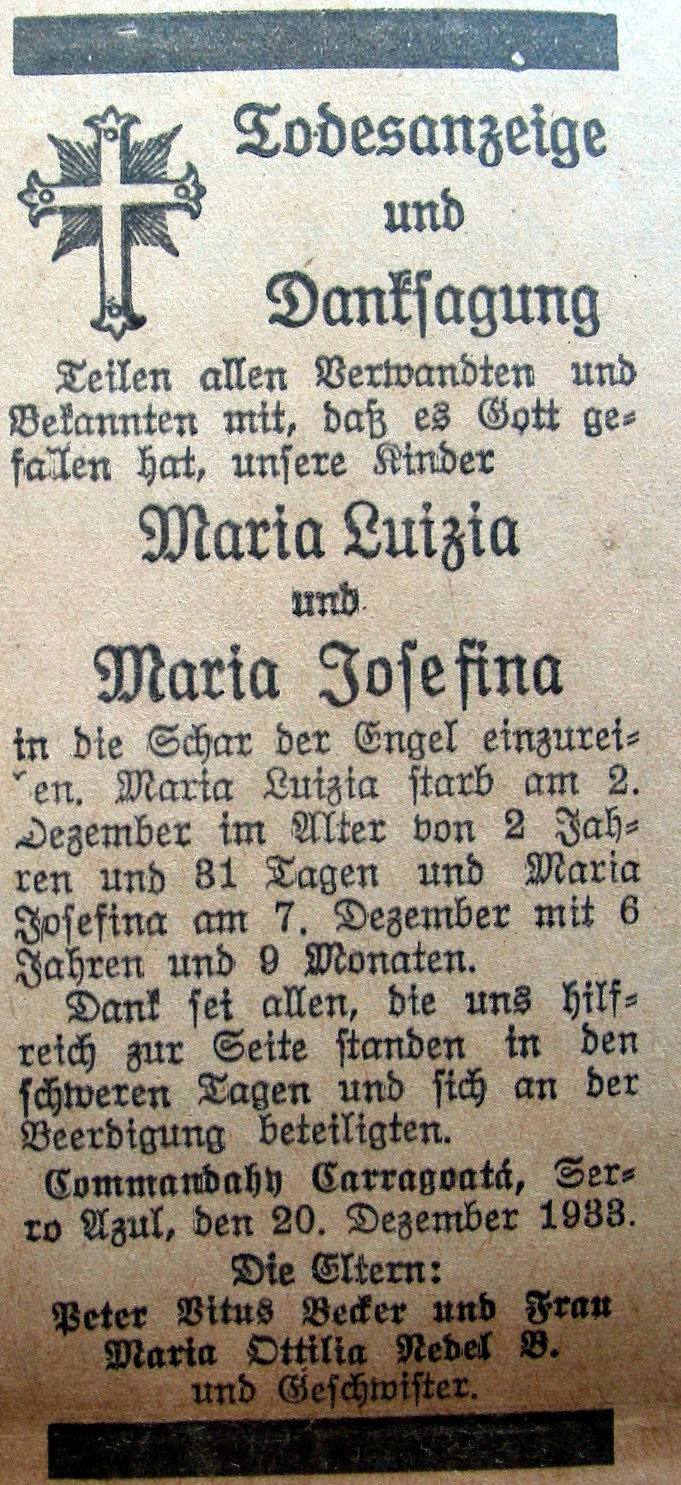 Todesanzeige
und
Danksagung
Teilen allen Verwandten und
Bekannten mit, daß es Gott ge-
fallen hat, unsere Kinder
Maria Luizia
und
Maria Josefina
in die Schar der Engel einzurei-
en. Maria Luizia starb am 2.
Dezember im Alter von 2 Jah-
ren und 31 Tagen und Maria
Josefina am 7. Dezember mit 6
Jahren und 9 Monaten.
Dank sei allen, die uns hilf-
reich zur Seite standen in den
schweren Tagen und sich an der
Beerdigung beteiligten.
Commandahy Carragoatá, Ser-
ro Azul, den 20. Dezember 1933.
Die Eltern:
Peter Vitus Becker und Frau
Maria Ottilia Nedel B.
und Geschwister.